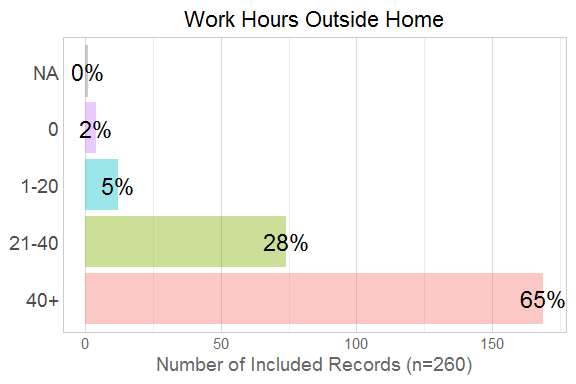 Work Hours Outside Home
NA 0%
0 2%
1-20 5%
21-40 28%
40+ 65%
0 50 100 150
Number of Included Records (n=260)